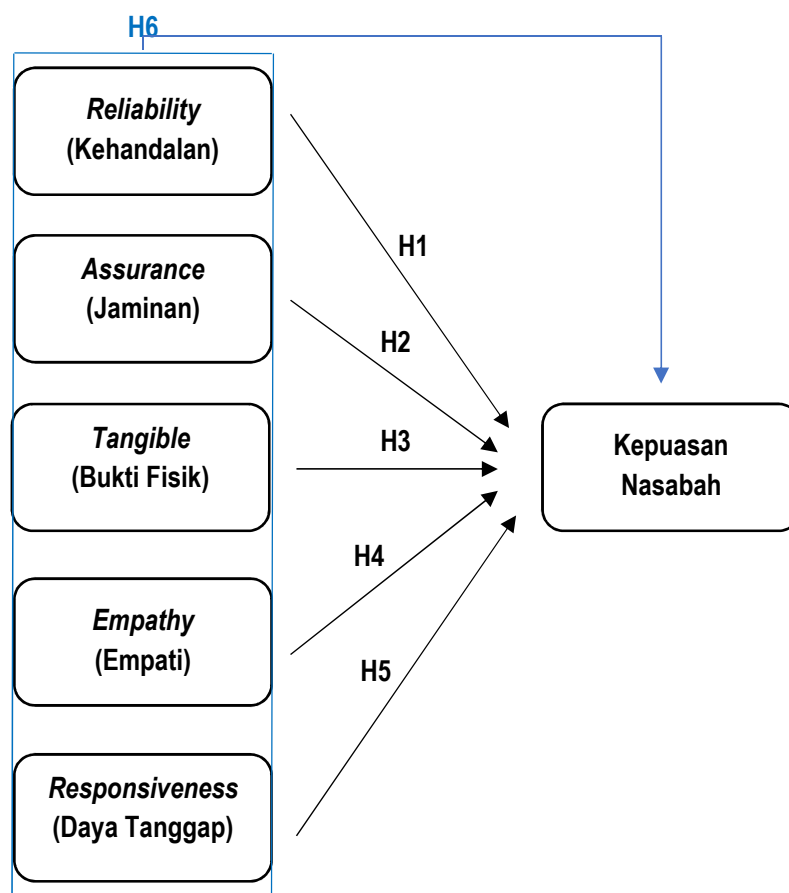 H6
Reliability
(Kehandalan)
H1
Assurance
(Jaminan)
H2
Tangible
(Bukti Fisik)
H3
Kepuasan
Nasabah
H4
Empathy
(Empati)
H5
Responsiveness
(Daya Tanggap)